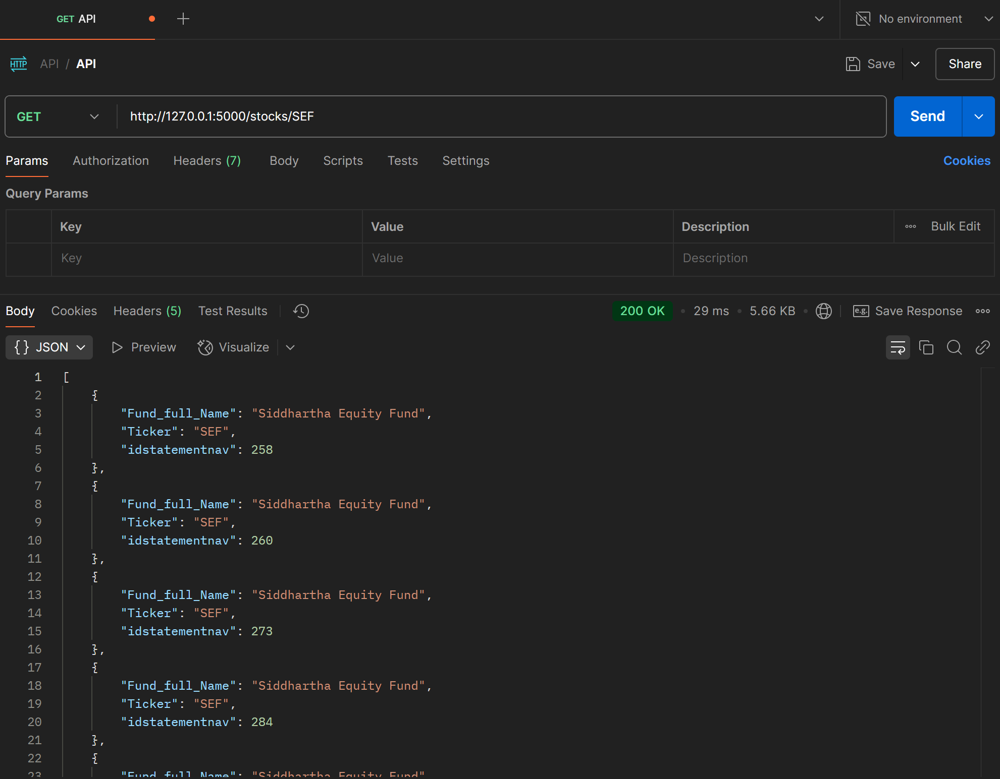 GET API
No environment
HTTP API / API
Save
Share
GET http://127.0.0.1:5000/stocks/SEF
Send
Params Authorization Headers (7) Body Scripts Tests Settings
Cookies
Query Params
Key Value Description Bulk Edit
Key Value Description
Body Cookies Headers (5) Test Results
200 OK • 29 ms • 5.66 KB • e.g. Save Response
{ } JSON Preview Visualize
1 [
2 {
3 "Fund_full_Name": "Siddhartha Equity Fund",
4 "Ticker": "SEF",
5 "idstatementnav": 258
6 },
7 {
8 "Fund_full_Name": "Siddhartha Equity Fund",
9 "Ticker": "SEF",
10 "idstatementnav": 260
11 },
12 {
13 "Fund_full_Name": "Siddhartha Equity Fund",
14 "Ticker": "SEF",
15 "idstatementnav": 273
16 },
17 {
18 "Fund_full_Name": "Siddhartha Equity Fund",
19 "Ticker": "SEF",
20 "idstatementnav": 284
21 },
22 {
23 "Fund_full_Name": "Siddhartha Equity Fund"